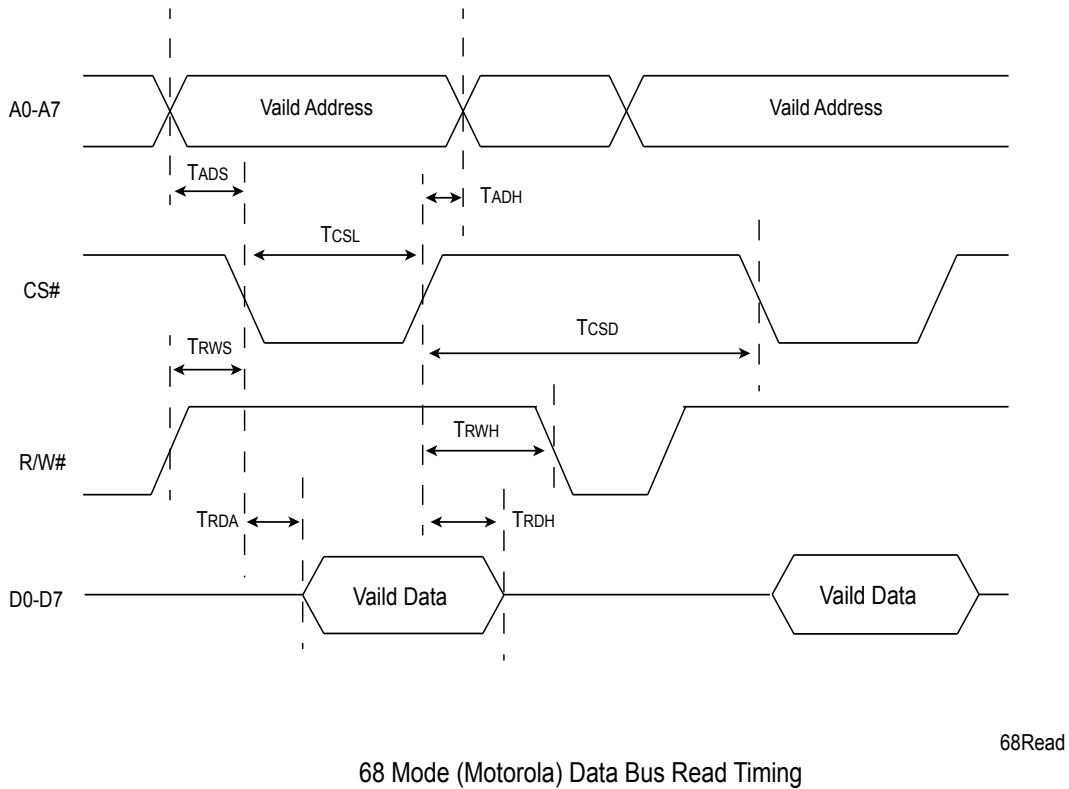 A0-A7
Vaild Address
Vaild Address
TADS
TADH
TCSL
CS#
TCSD
TRWS
TRWH
R/W#
TRDA
TRDH
D0-D7
Vaild Data
Vaild Data
68Read
68 Mode (Motorola) Data Bus Read Timing